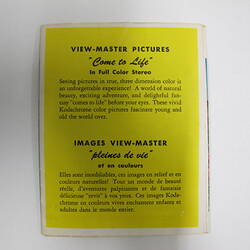 VIEW-MASTER PICTURES
"Come to Life"
In Full Color Stereo
Seeing pictures in true, three dimension color is
an unforgettable experience! A world of natural
beauty, exciting adventure, and delightful fun-
tasy "comes to life" before your eyes. These vivid
Kodachrome color pictures fascinate young and
old the world over.
IMAGES VIEW-MASTER
"pleines de vie"
et en couleurs
Elles sont inoubliables, ces images en relief et en
couleurs naturelles! Tout un monde de beauté
réelle, d'aventure palpitante et de fantaisie
délicieuse "revit" à vos yeux. Ces images Koda-
chrome en couleurs vives enchantent enfants et
adultes dans le monde entier.